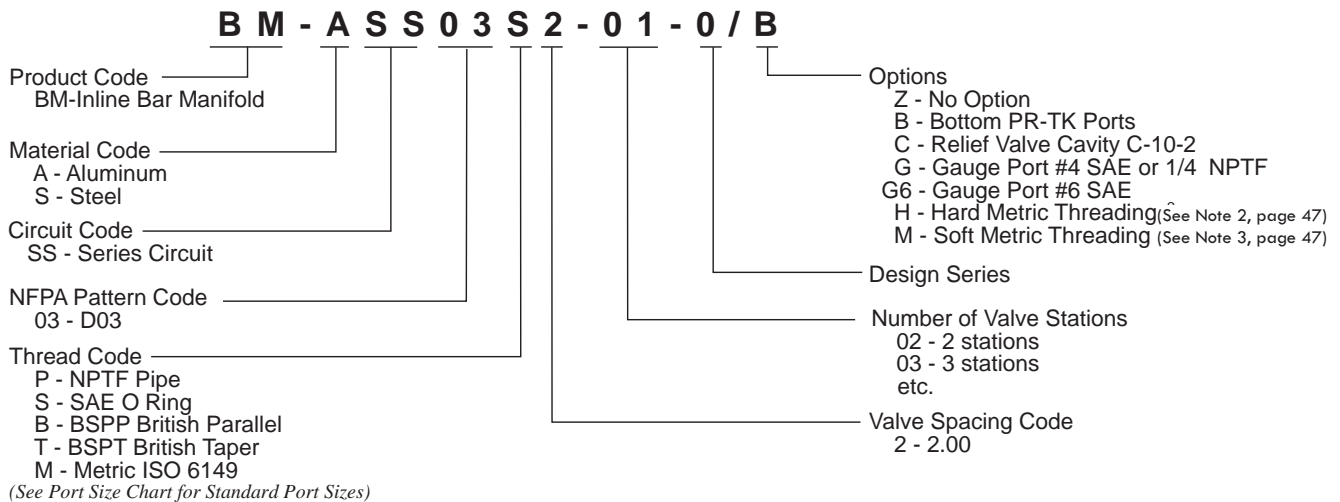 BM-ASS03S2-01-0/B
Product Code
BM-Inline Bar Manifold
Material Code
A - Aluminum
S - Steel
Circuit Code
SS - Series Circuit
NFPA Pattern Code
03 - D03
Thread Code
P - NPTF Pipe
S - SAE O Ring
B - BSPP British Parallel
T - BSPT British Taper
M - Metric ISO 6149
(See Port Size Chart for Standard Port Sizes)
Options
Z - No Option
B - Bottom PR-TK Ports
C - Relief Valve Cavity C-10-2
G - Gauge Port #4 SAE or 1/4 NPTF
G6 - Gauge Port #6 SAE
H - Hard Metric Threading(See Note 2, page 47)
M - Soft Metric Threading (See Note 3, page 47)
Design Series
Number of Valve Stations
02 - 2 stations
03 - 3 stations
etc.
Valve Spacing Code
2 - 2.00